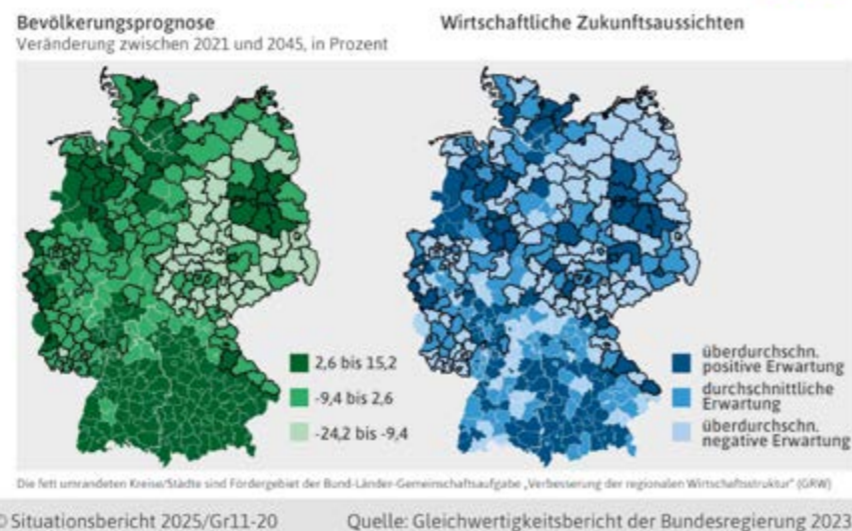 Bevölkerungsprognose
Veränderung zwischen 2021 und 2045, in Prozent
Wirtschaftliche Zukunftsaussichten
2,6 bis 15,2
-9,4 bis 2,6
-24,2 bis -9,4
überdurchschn.
positive Erwartung
durchschnittliche
Erwartung
überdurchschn.
negative Erwartung
Die fett umrandeten Kreise/Städte sind Fördergebiet der Bund-Länder-Gemeinschaftsaufgabe „Verbesserung der regionalen Wirtschaftsstruktur" (GRW)
© Situationsbericht 2025/Gr11-20
Quelle: Gleichwertigkeitsbericht der Bundesregierung 2023